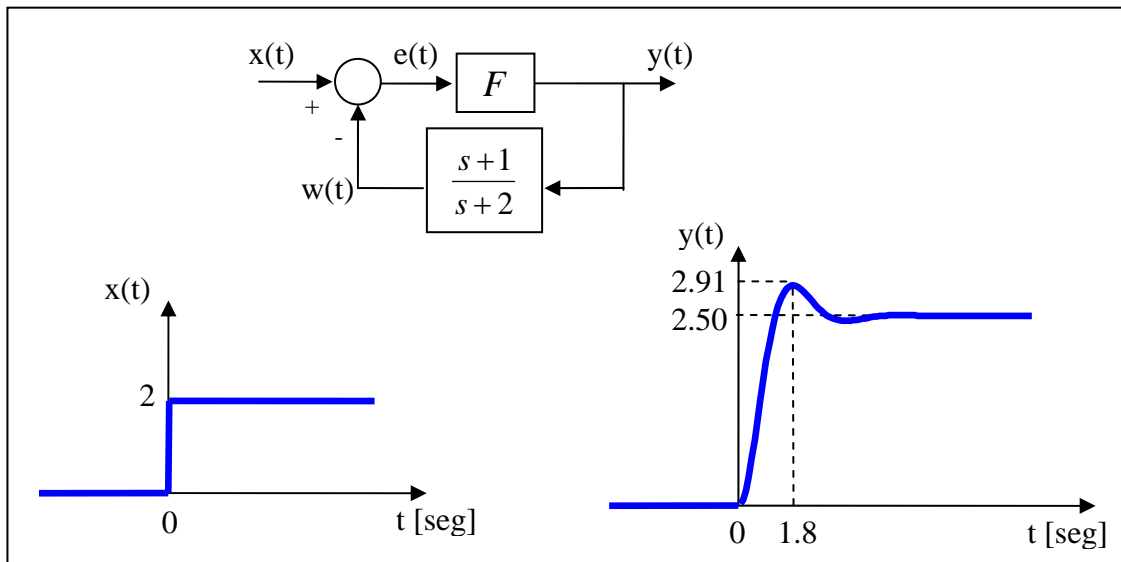 x(t)
e(t)
y(t)
+
F
-
w(t)
s+1
s+2
x(t)
2
0
t [seg]
y(t)
2.91
2.50
0
1.8
t [seg]